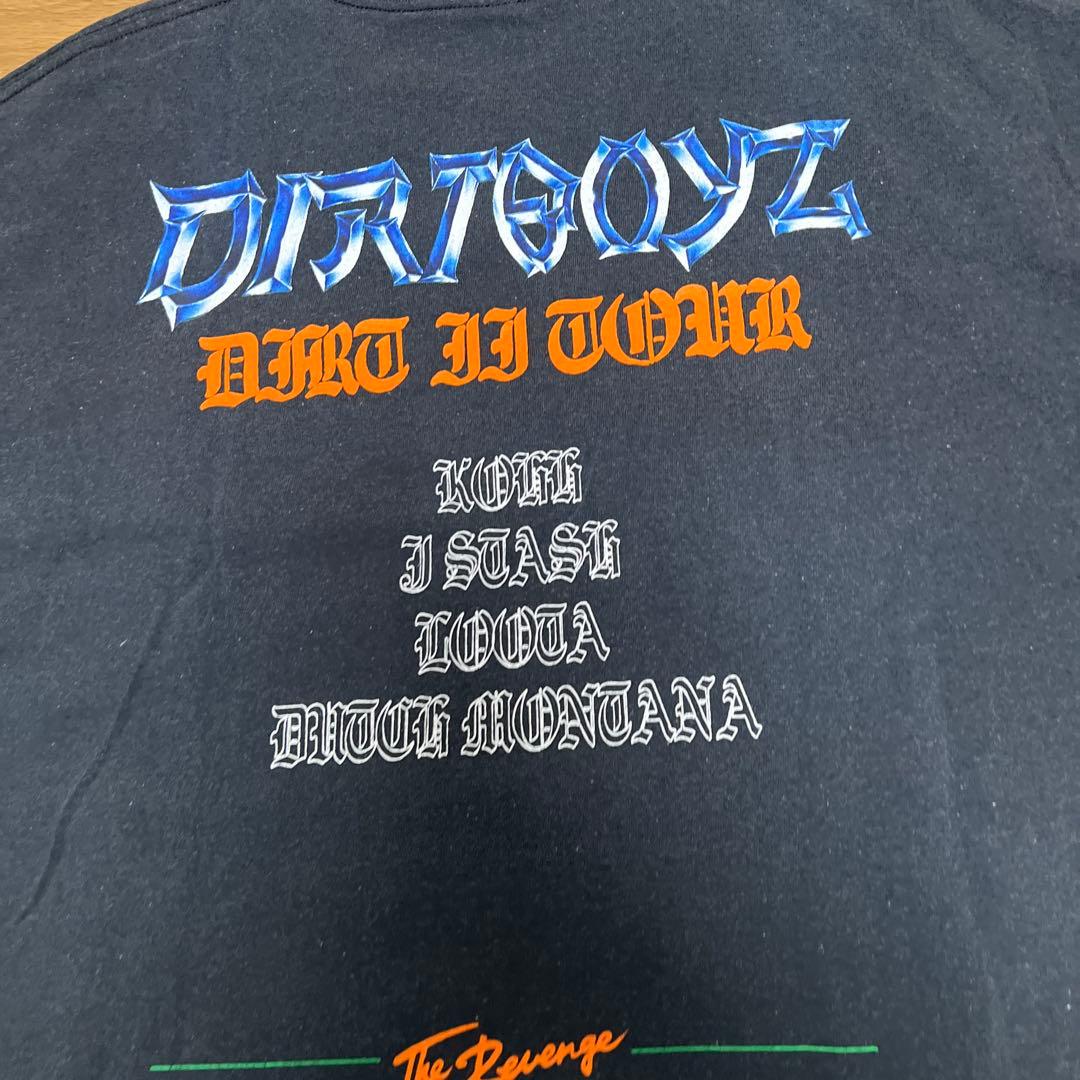 DIRTBOYZ
DIRT II TOUR
KOHH
J STASH
LOOTA
DUTCH MONTANA
The Revenge